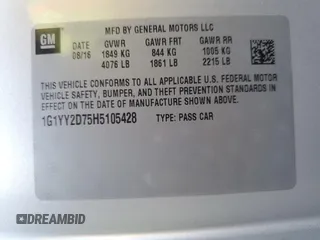 GM
MFD BY GENERAL MOTORS LLC
DATE GVWR GAWR FRT GAWR RR
08/16 1849 KG 844 KG 1005 KG
4076 LB 1861 LB 2215 LB
THIS VEHICLE CONFORMS TO ALL APPLICABLE U.S. FEDERAL MOTOR
VEHICLE SAFETY, BUMPER, AND THEFT PREVENTION STANDARDS IN
EFFECT ON THE DATE OF MANUFACTURE SHOWN ABOVE.
1G1YY2D75H5105428 TYPE: PASS CAR
DREAMBID